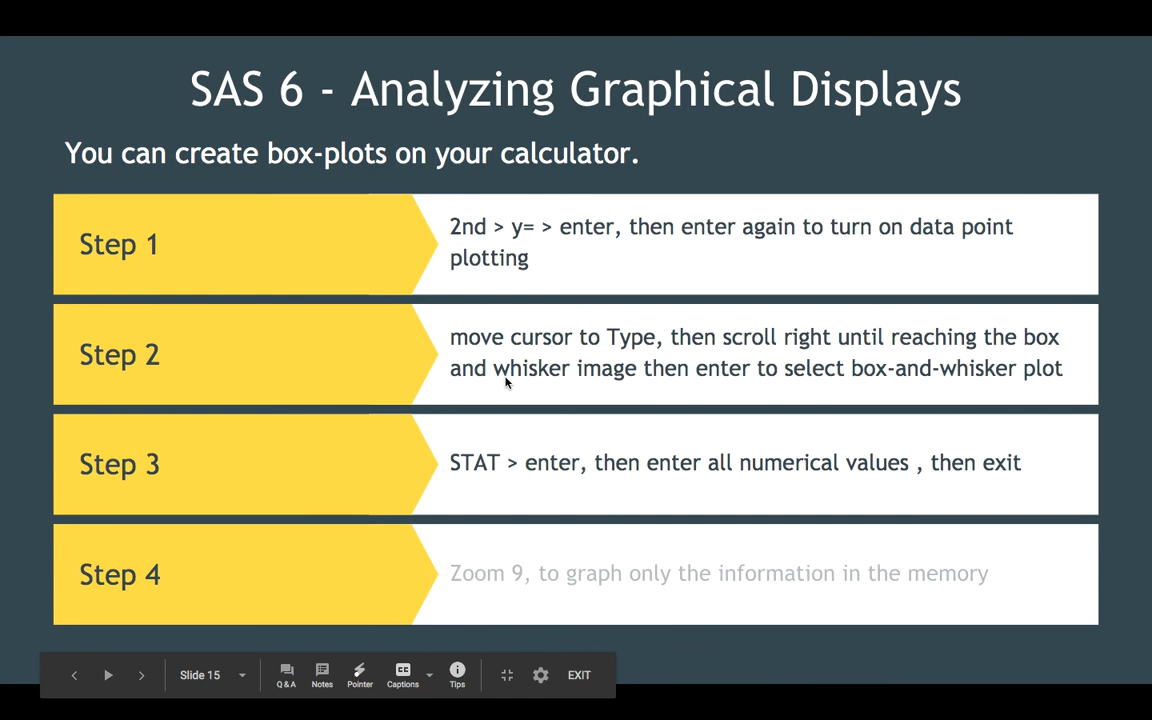 SAS 6 - Analyzing Graphical Displays
You can create box-plots on your calculator.
Step 1
2nd > y= > enter, then enter again to turn on data point
plotting
Step 2
move cursor to Type, then scroll right until reaching the box
and whisker image then enter to select box-and-whisker plot
Step 3
STAT > enter, then enter all numerical values , then exit
Step 4
Zoom 9, to graph only the information in the memory
Slide 15
Q & A
Notes
Pointer
CC
Captions
Tips
EXIT